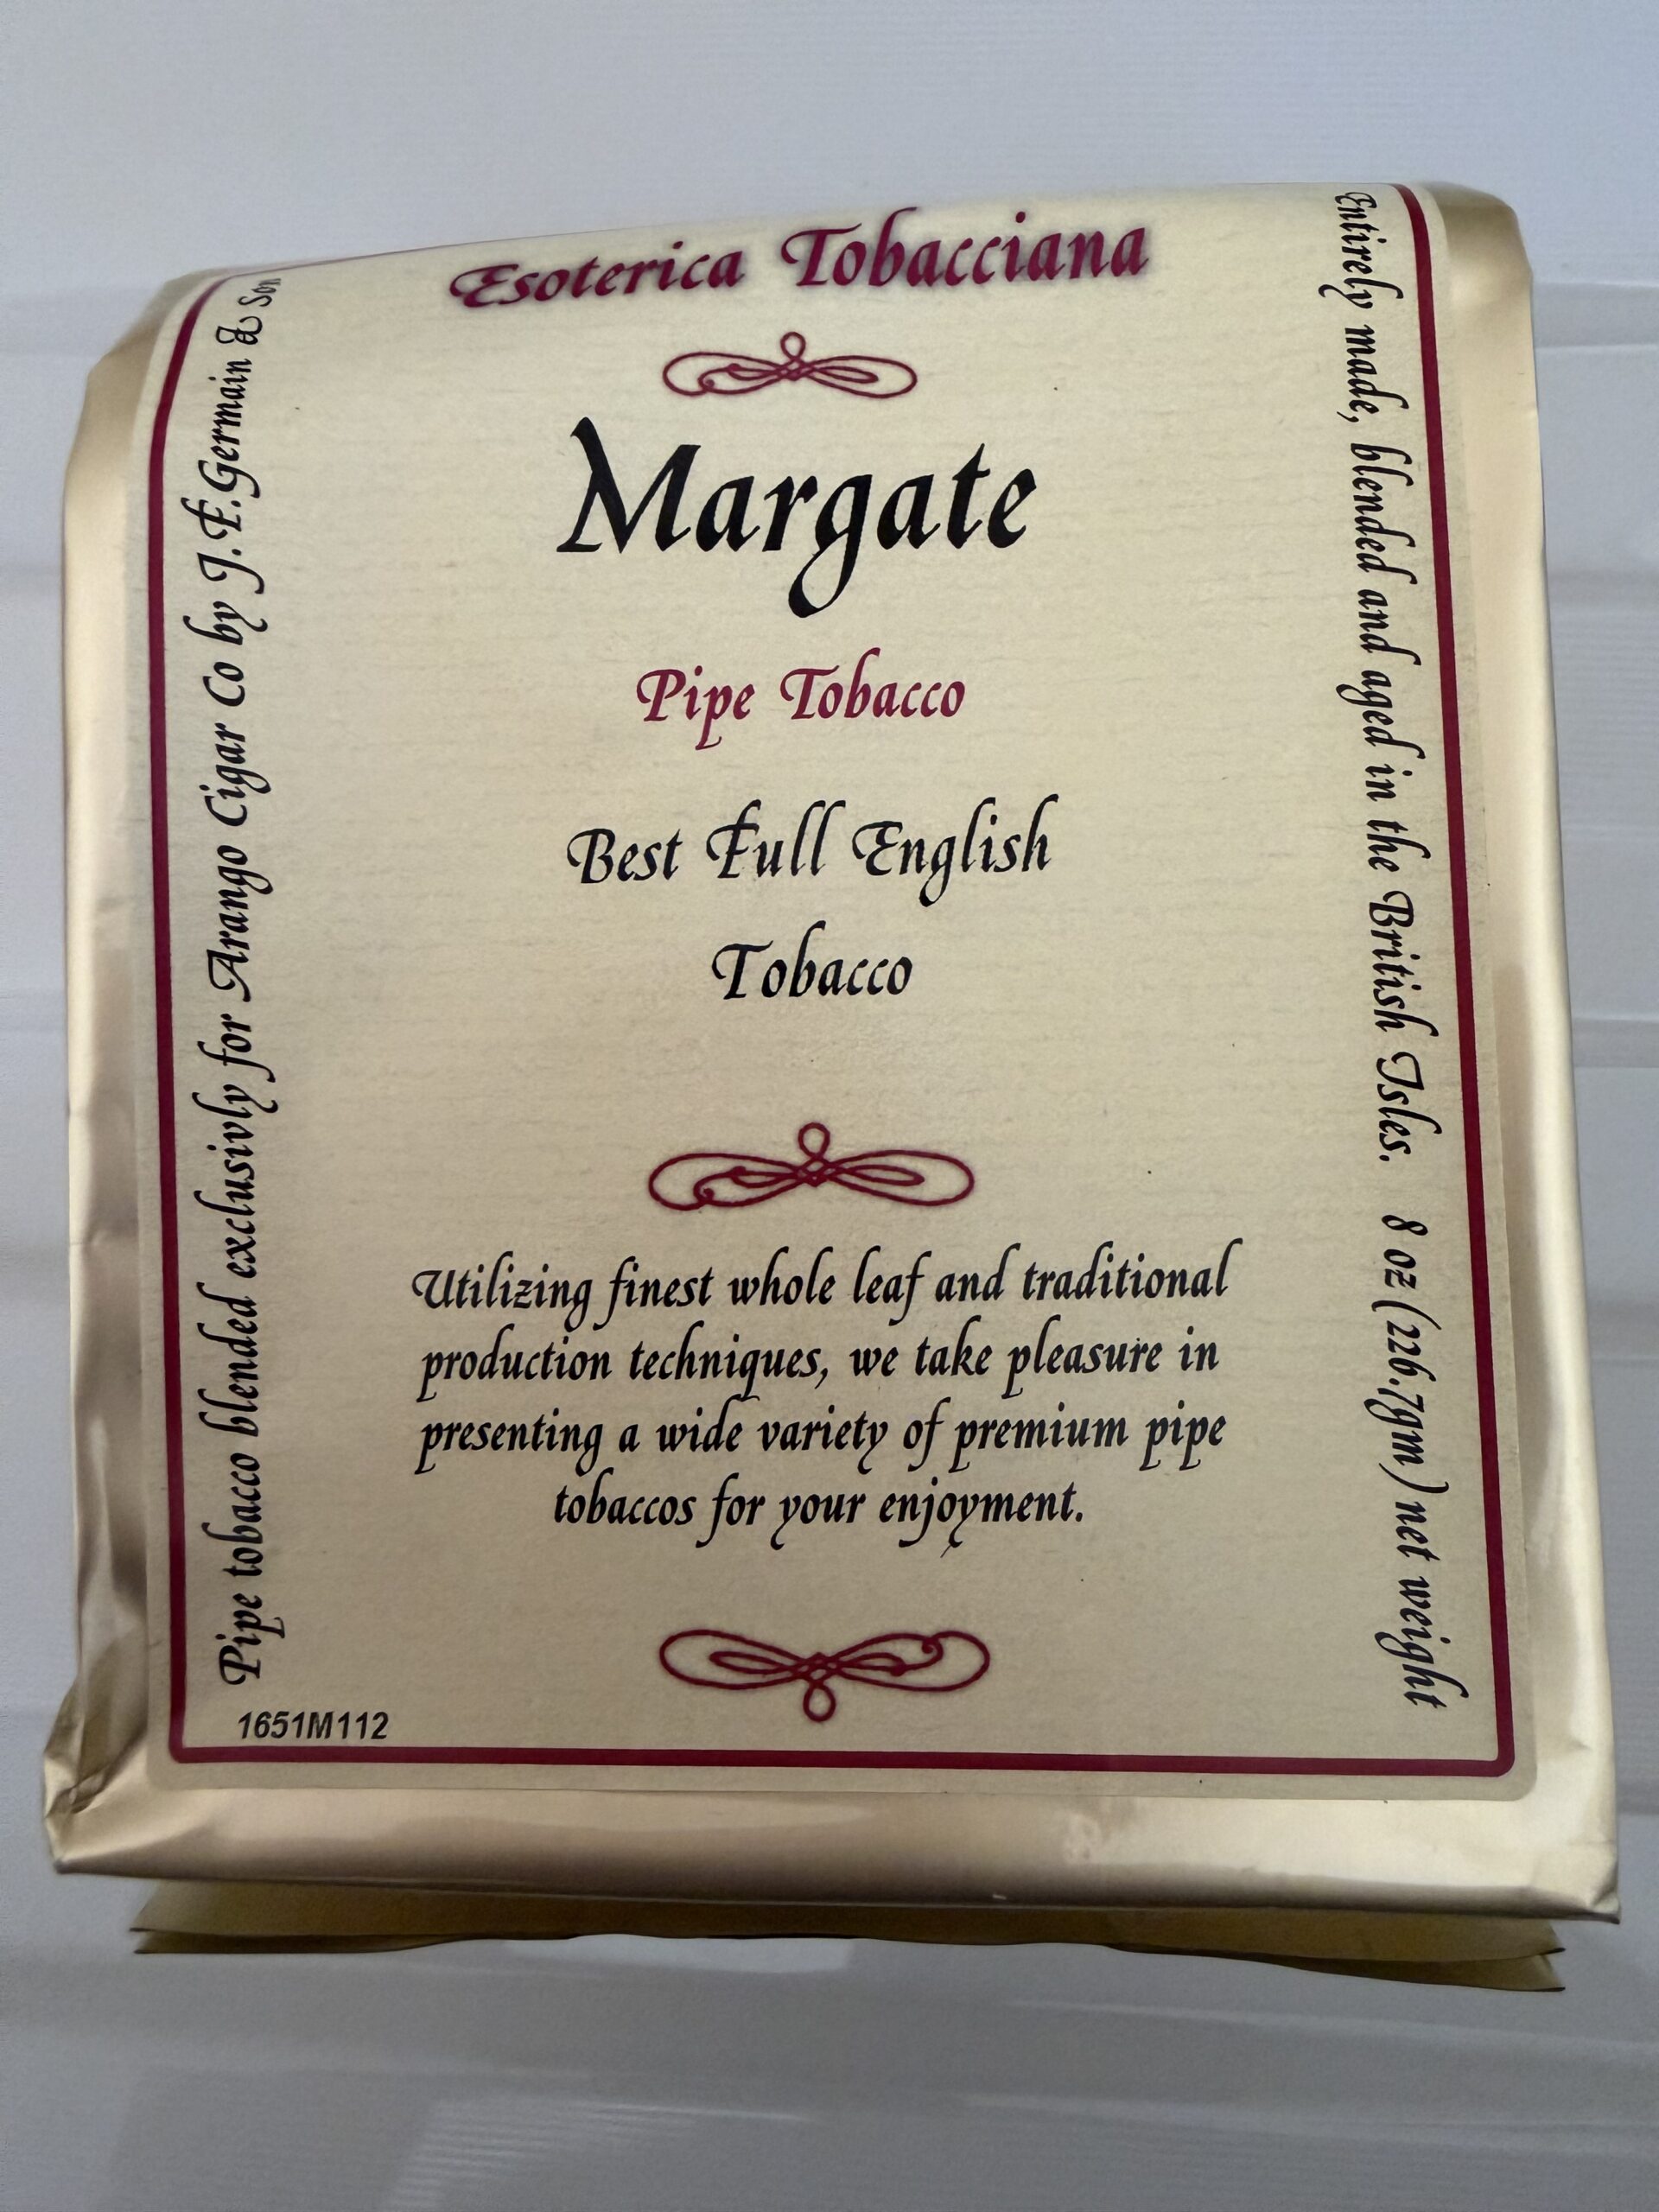 Esoterica Tobacciana
Margate
Pipe Tobacco
Best Full English
Tobacco
Utilizing finest whole leaf and traditional
production techniques, we take pleasure in
presenting a wide variety of premium pipe
tobaccos for your enjoyment.
Pipe tobacco blended exclusivly for Arango Cigar Co by J.F.Germain & Son
Entirely made, blended and aged in the British Isles. 8 oz (226.7gm) net weight
1651M112